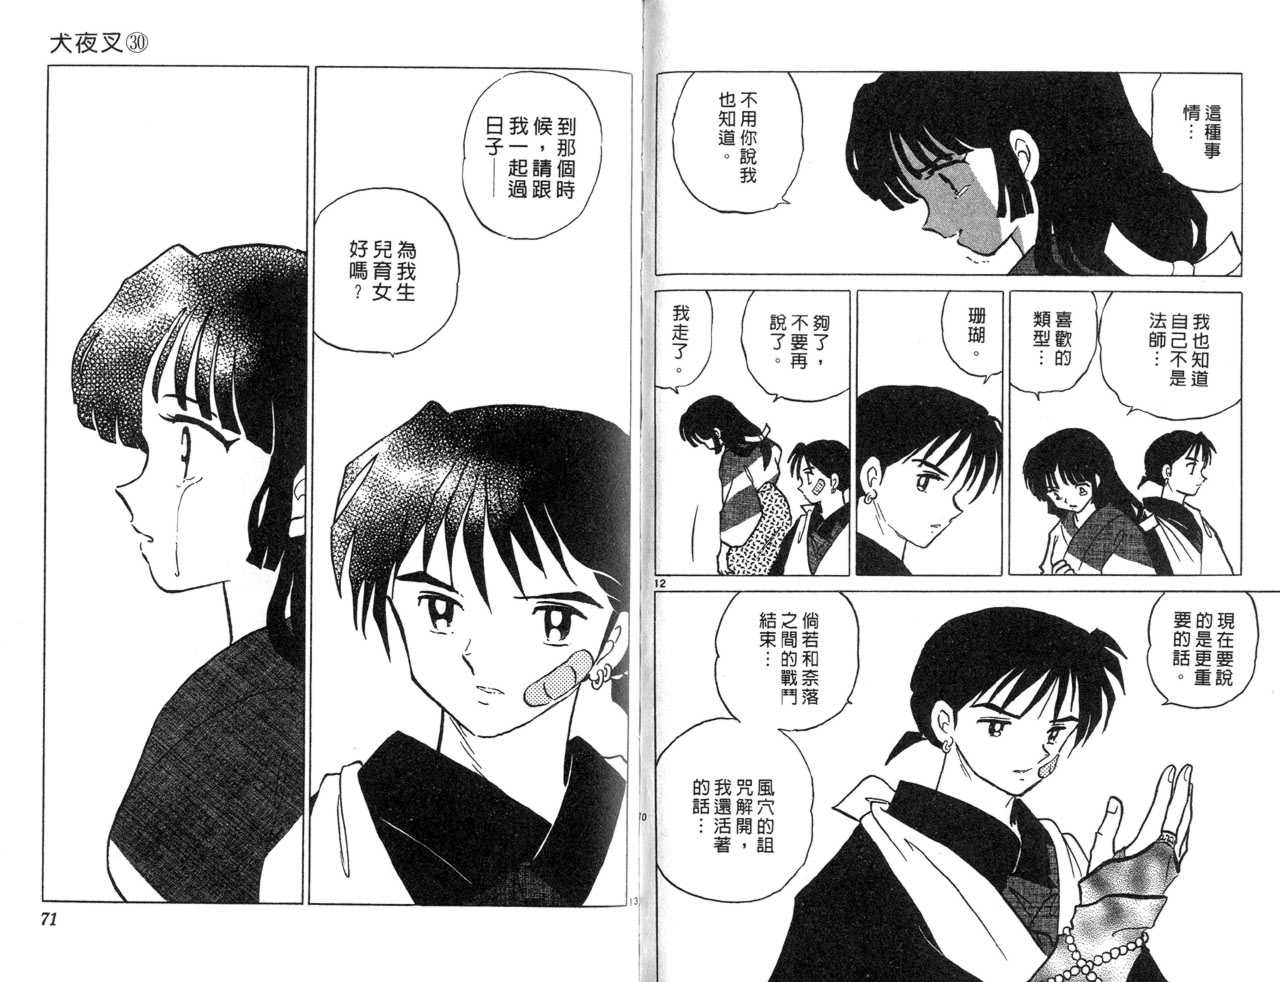 這種事
情…
不用你說我
也知道。
我也知道
自己不是
法師…
喜歡的
類型…
珊瑚。
夠了,
不要再
說了。
我走了。
12
現在要說
的是更重
要的話。
倘若和奈落
之間的戰鬥
結束…
風穴的詛
咒解開,
我還活著
的話…
70
犬夜叉㉚
到那個時
候,請跟
我一起過
日子──
為我生
兒育女
好嗎?
13
71